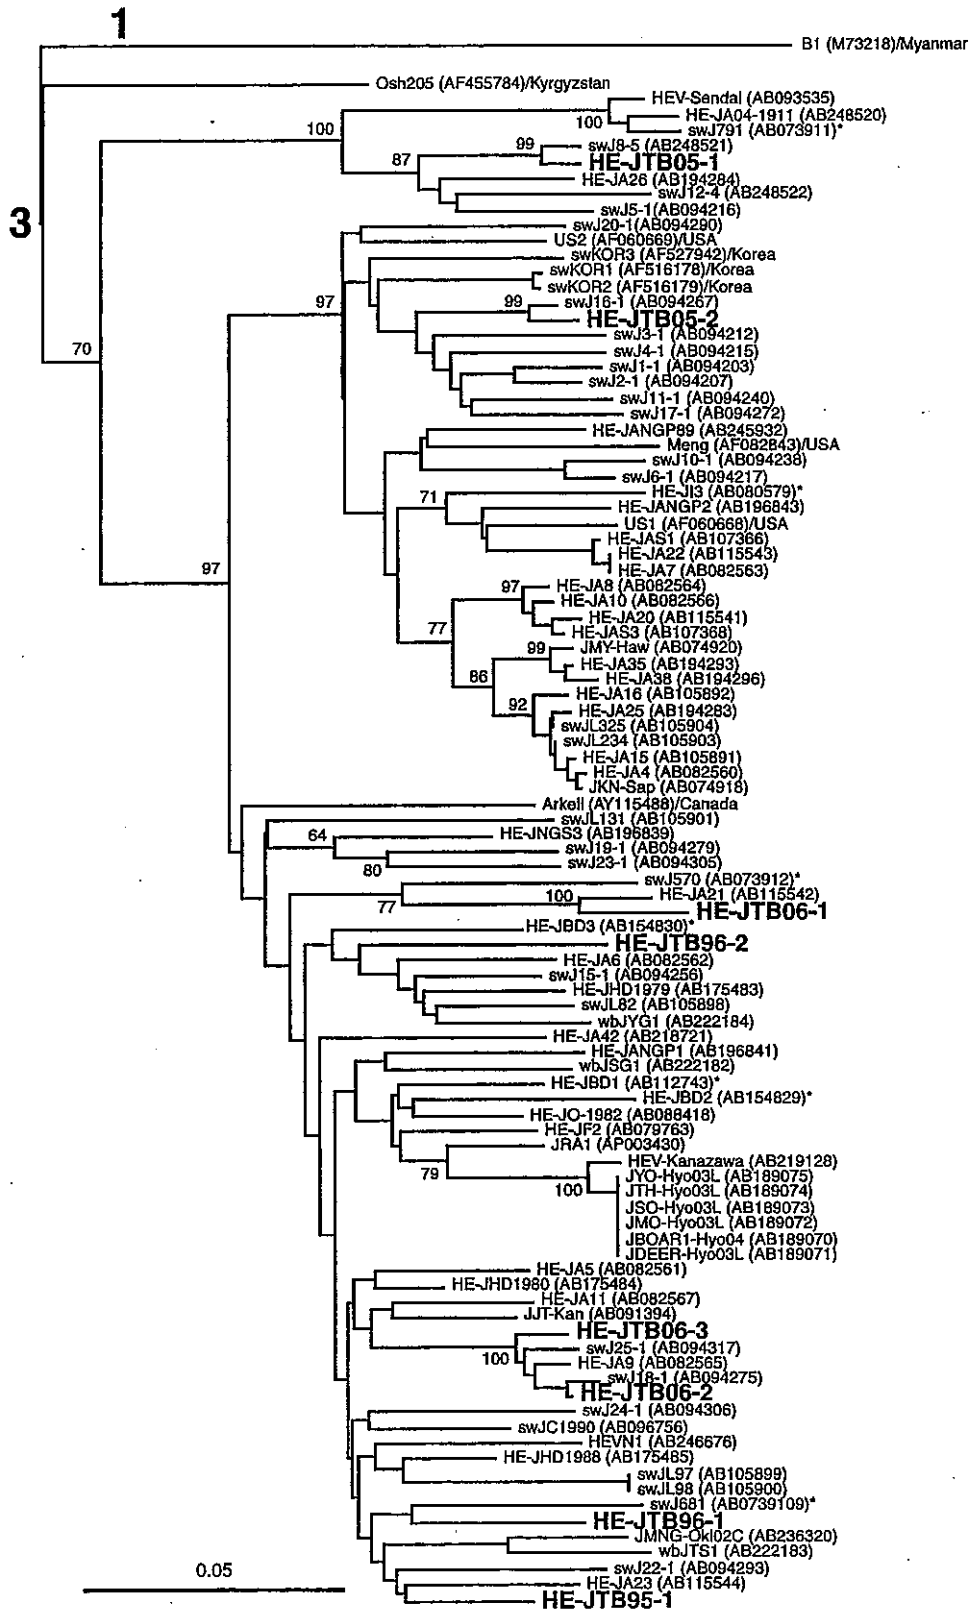 1
B1 (M73218)/Myanmar
Osh205 (AF455784)/Kyrgyzstan
HEV-Sendai (AB093535)
HE-JA04-1911 (AB248520)
100
100
swJ791 (AB073911)*
99
swJ8-5 (AB248521)
87
HE-JTB05-1
HE-JA26 (AB194284)
swJ12-4 (AB248522)
swJ5-1(AB094216)
3
swJ20-1(AB094290)
US2 (AF060669)/USA
swKOR3 (AF527942)/Korea
swKOR1 (AF516178)/Korea
swKOR2 (AF516179)/Korea
97
99
swJ16-1 (AB094267)
HE-JTB05-2
swJ3-1 (AB094212)
70
swJ4-1 (AB094215)
swJ1-1 (AB094203)
swJ2-1 (AB094207)
swJ11-1 (AB094240)
swJ17-1 (AB094272)
HE-JANGP89 (AB245932)
Meng (AF082843)/USA
swJ10-1 (AB094238)
swJ6-1 (AB094217)
71
HE-JI3 (AB080579)*
HE-JANGP2 (AB196843)
US1 (AF060668)/USA
HE-JAS1 (AB107366)
HE-JA22 (AB115543)
97
HE-JA7 (AB082563)
97
HE-JA8 (AB082564)
HE-JA10 (AB082566)
HE-JA20 (AB115541)
77
HE-JAS3 (AB107368)
99
JMY-Haw (AB074920)
HE-JA35 (AB194293)
86
HE-JA38 (AB194296)
HE-JA16 (AB105892)
92
HE-JA25 (AB194283)
swJL325 (AB105904)
swJL234 (AB105903)
HE-JA15 (AB105891)
HE-JA4 (AB082560)
JKN-Sap (AB074918)
Arkell (AY115488)/Canada
swJL131 (AB105901)
64
HE-JNGS3 (AB196839)
swJ19-1 (AB094279)
80
swJ23-1 (AB094305)
swJ570 (AB073912)*
100
HE-JA21 (AB115542)
77
HE-JTB06-1
HE-JBD3 (AB154830)*
HE-JTB96-2
HE-JA6 (AB082562)
swJ15-1 (AB094256)
HE-JHD1979 (AB175483)
swJL82 (AB105898)
wbJYG1 (AB222184)
HE-JA42 (AB218721)
HE-JANGP1 (AB196841)
wbJSG1 (AB222182)
HE-JBD1 (AB112743)*
HE-JBD2 (AB154829)*
HE-JO-1982 (AB088418)
HE-JF2 (AB079763)
JRA1 (AP003430)
HEV-Kanazawa (AB219128)
79
JYO-Hyo03L (AB189075)
100
JTH-Hyo03L (AB189074)
JSO-Hyo03L (AB189073)
JMO-Hyo03L (AB189072)
JBOAR1-Hyo04 (AB189070)
JDEER-Hyo03L (AB189071)
HE-JA5 (AB082561)
HE-JHD1980 (AB175484)
HE-JA11 (AB082567)
JJT-Kan (AB091394)
HE-JTB06-3
swJ25-1 (AB094317)
100
HE-JA9 (AB082565)
swJ18-1 (AB094275)
HE-JTB06-2
swJ24-1 (AB094306)
swJC1990 (AB096756)
HEVN1 (AB246676)
HE-JHD1988 (AB175485)
swJL97 (AB105899)
swJL98 (AB105900)
swJ681 (AB0739109)*
HE-JTB96-1
JMNG-Oki02C (AB236320)
wbJTS1 (AB222183)
0.05
swJ22-1 (AB094293)
HE-JA23 (AB115544)
HE-JTB95-1